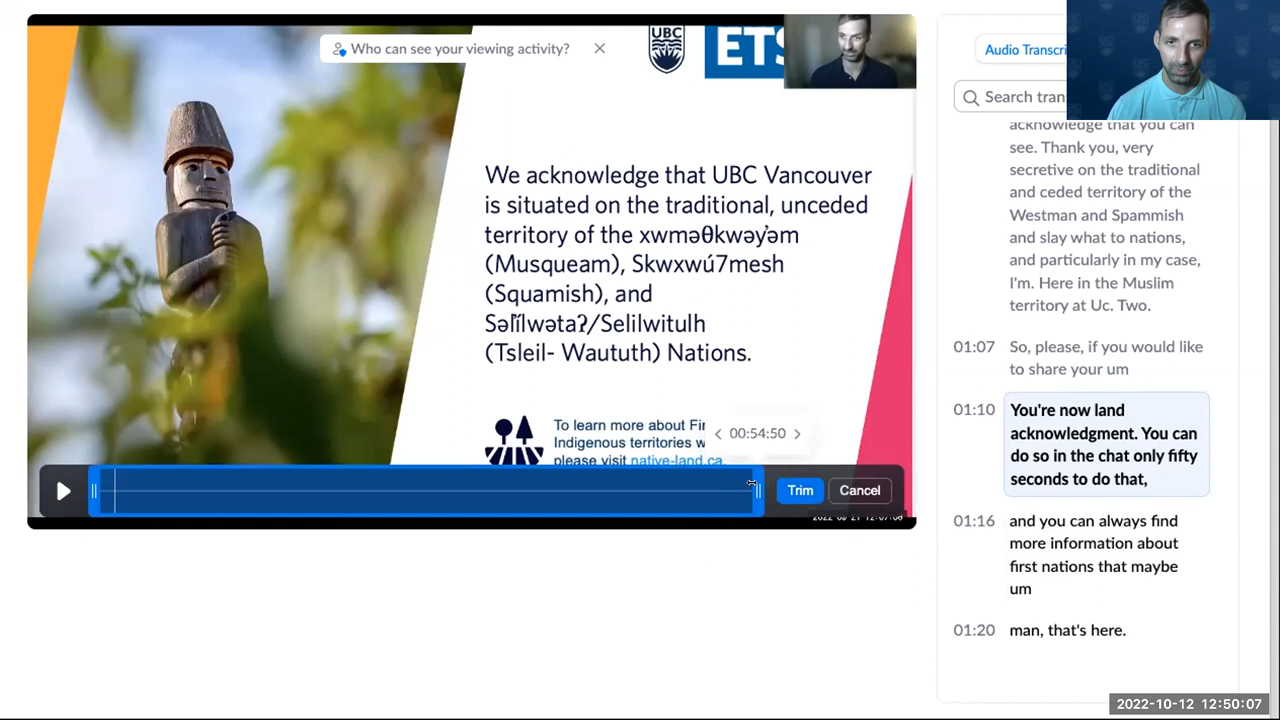 Who can see your viewing activity?
UBC
ETS
We acknowledge that UBC Vancouver
is situated on the traditional, unceded
territory of the xwməθkwəy̓əm
(Musqueam), Skwxwú7mesh
(Squamish), and
Səl̓ílwətaʔ/Selilwitulh
(Tsleil- Waututh) Nations.
To learn more about Fir
Indigenous territories w
please visit native-land.ca
00:54:50
Trim
Cancel
Audio Transcri
Search tran
acknowledge that you can
see. Thank you, very
secretive on the traditional
and ceded territory of the
Westman and Spammish
and slay what to nations,
and particularly in my case,
I'm. Here in the Muslim
territory at Uc. Two.
01:07 So, please, if you would like
to share your um
01:10 You're now land
acknowledgment. You can
do so in the chat only fifty
seconds to do that,
01:16 and you can always find
more information about
first nations that maybe
um
01:20 man, that's here.
2022-10-12 12:50:07